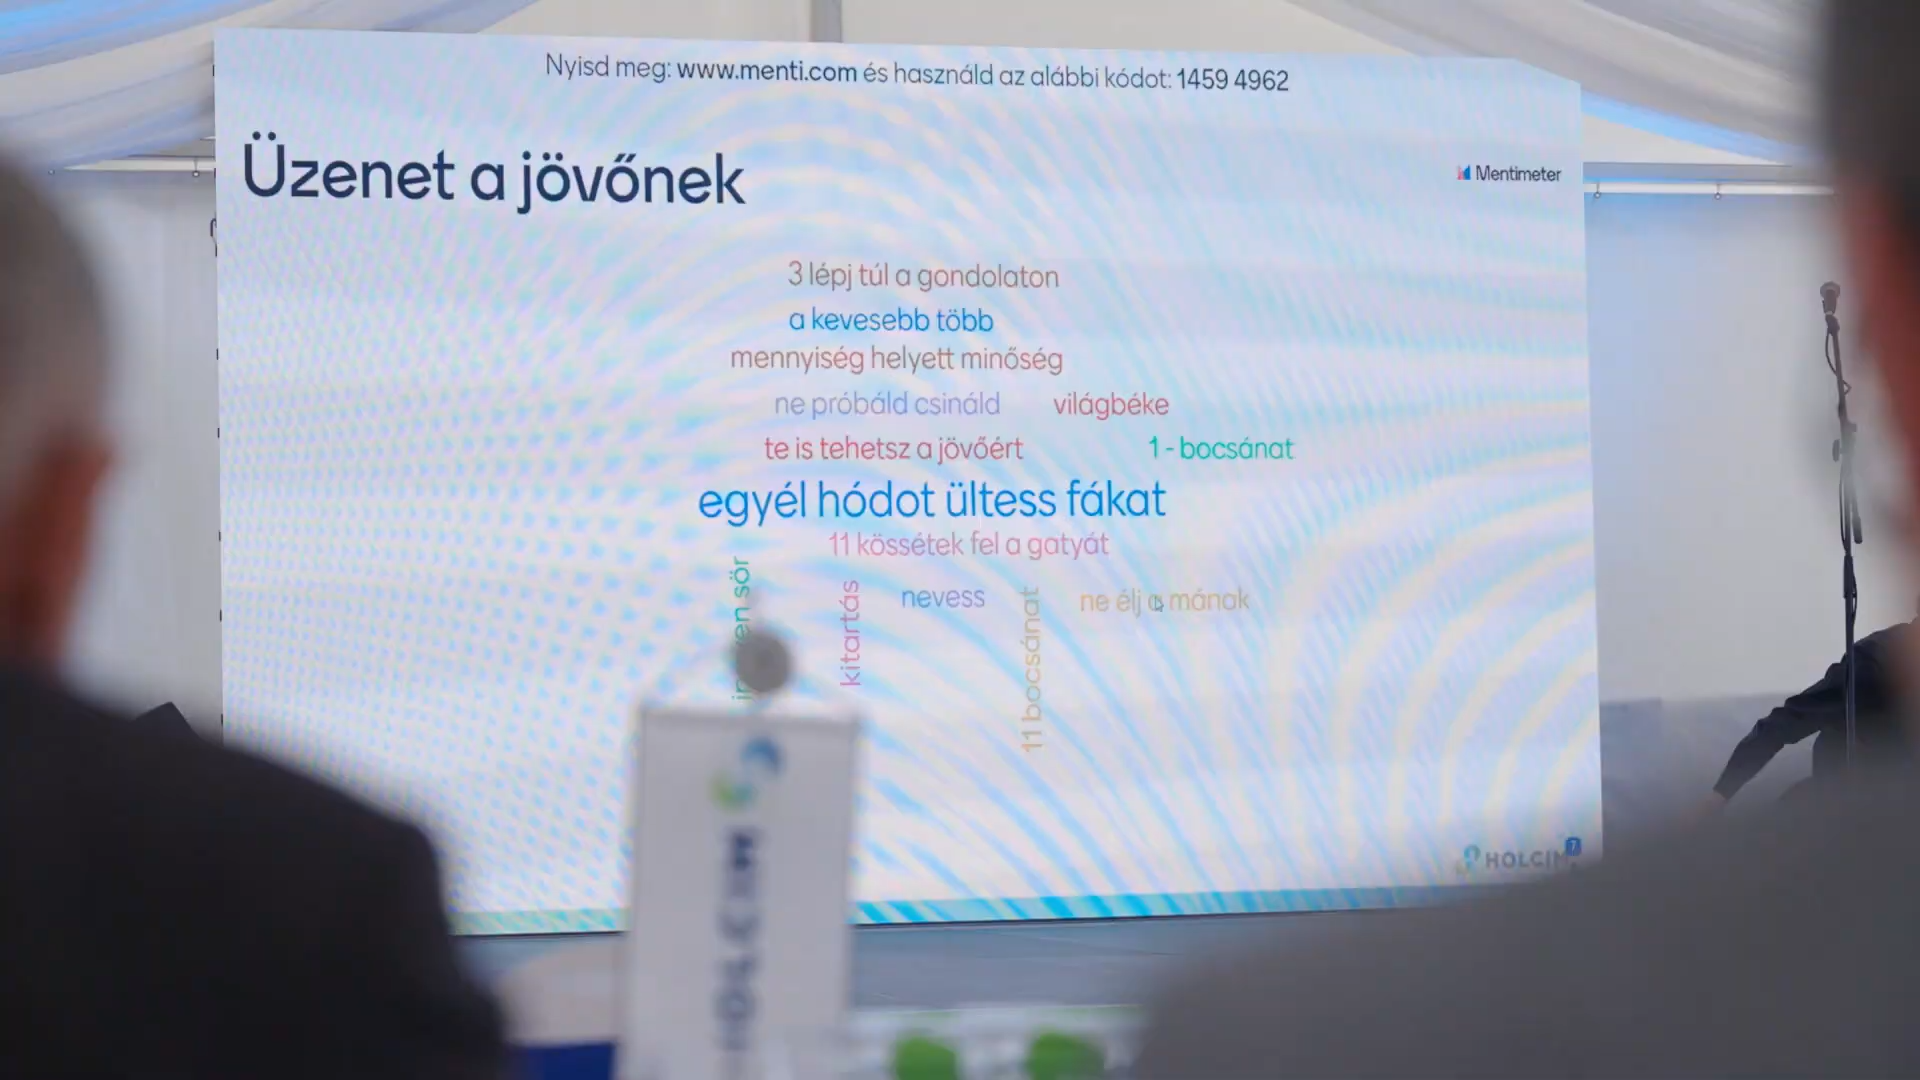 Nyisd meg: www.menti.com és használd az alábbi kódot: 1459 4962
Üzenet a jövőnek
Mentimeter
3 lépj túl a gondolaton
a kevesebb több
mennyiség helyett minőség
ne próbáld csináld
világbéke
te is tehetsz a jövőért
1 - bocsánat
egyél hódot ültess fákat
11 kössétek fel a gatyát
sör
kitartás
nevess
11 bocsánat
ne élj a mának
HOLCIM
7
HOLCIM